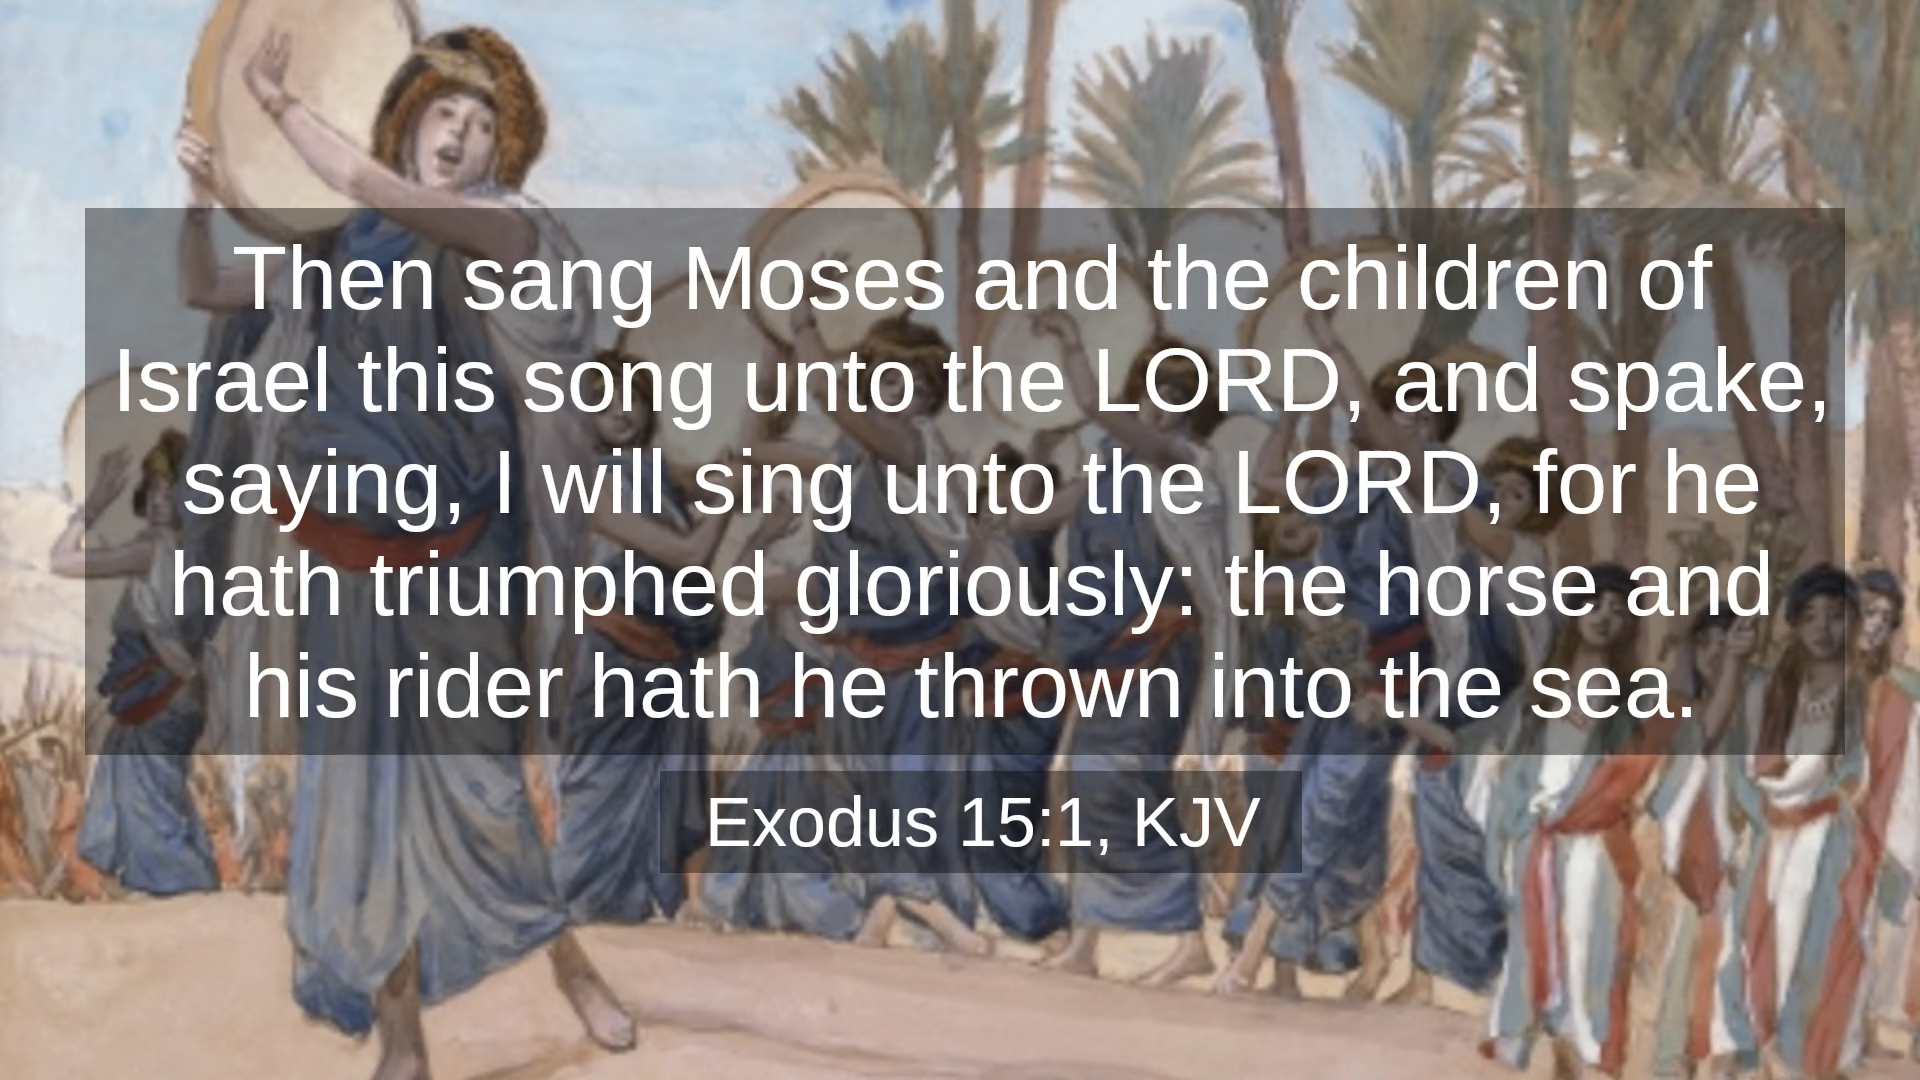 Then sang Moses and the children of
Israel this song unto the LORD, and spake,
saying, I will sing unto the LORD, for he
hath triumphed gloriously: the horse and
his rider hath he thrown into the sea.
Exodus 15:1, KJV